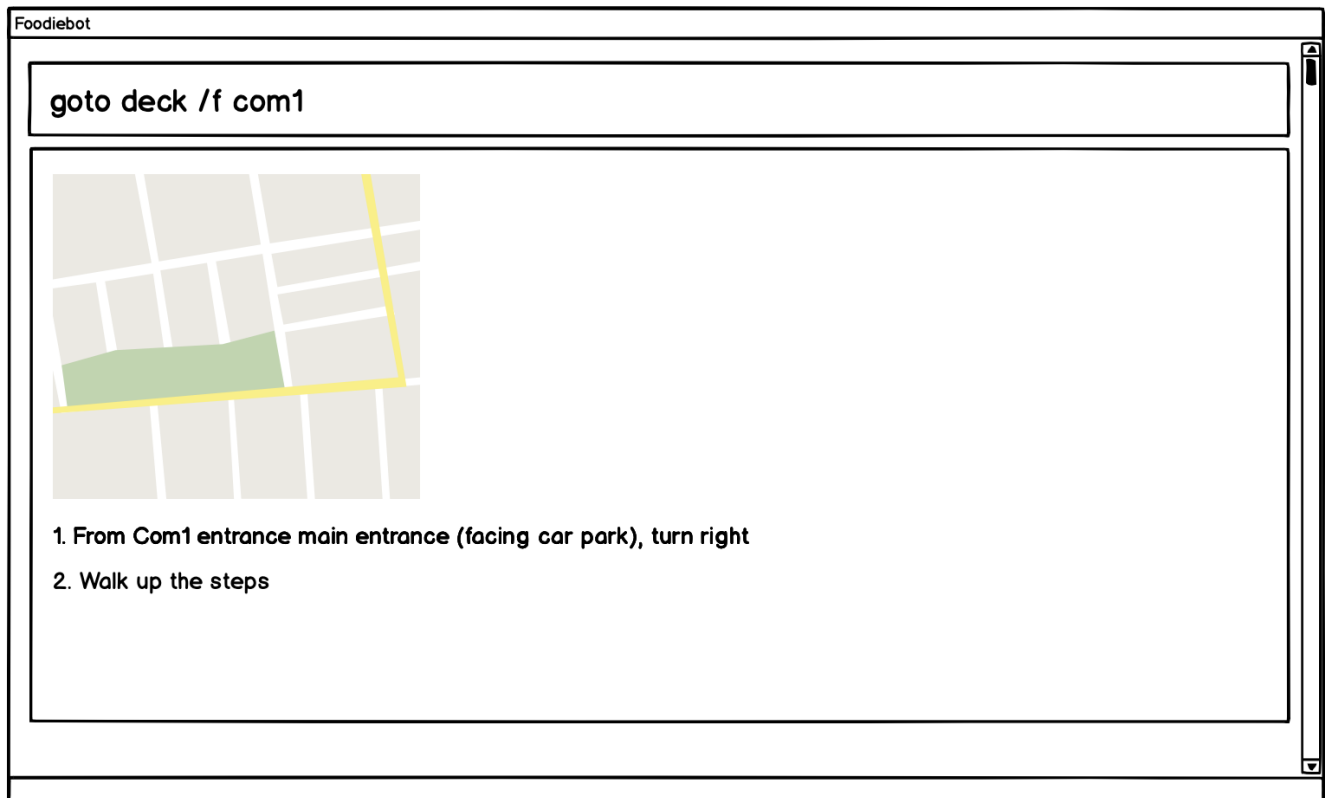 Foodiebot
goto deck /f com1
1. From Com1 entrance main entrance (facing car park), turn right
2. Walk up the steps